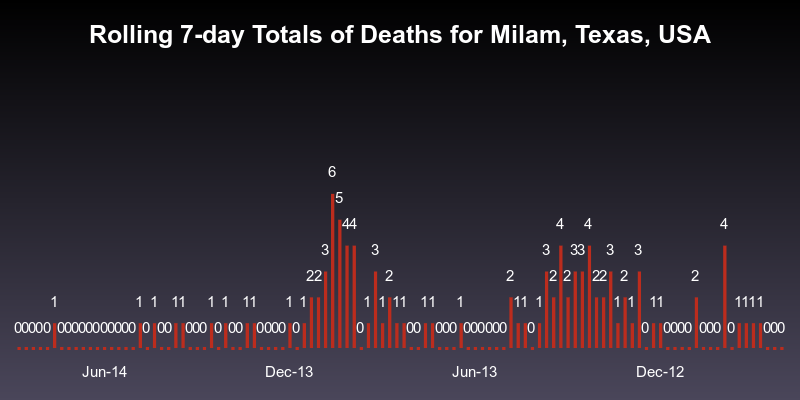 Rolling 7-day Totals of Deaths for Milam, Texas, USA
6
5
44 4 4 4
3 3 3 33 3 3
22 2 2 2 2 22 2 2
1 1 1 11 1 1 11 1 1 1 1 11 11 1 11 1 1 1 11 1111
00000 00000000000 0 00 000 0 00 0000 0 0 00 000 000000 0 0 0000 000 0 000
Jun-14 Dec-13 Jun-13 Dec-12